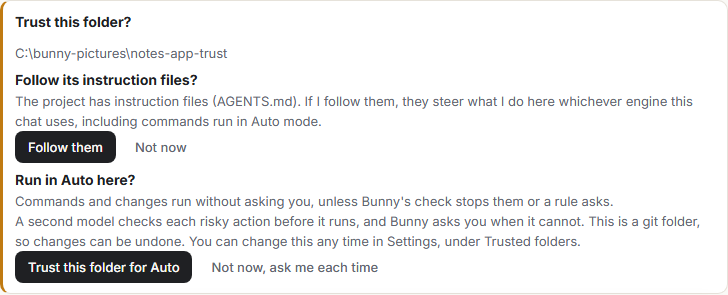 Trust this folder?
C:\bunny-pictures\notes-app-trust
Follow its instruction files?
The project has instruction files (AGENTS.md). If I follow them, they steer what I do here whichever engine this
chat uses, including commands run in Auto mode.
Follow them Not now
Run in Auto here?
Commands and changes run without asking you, unless Bunny's check stops them or a rule asks.
A second model checks each risky action before it runs, and Bunny asks you when it cannot. This is a git folder,
so changes can be undone. You can change this any time in Settings, under Trusted folders.
Trust this folder for Auto Not now, ask me each time